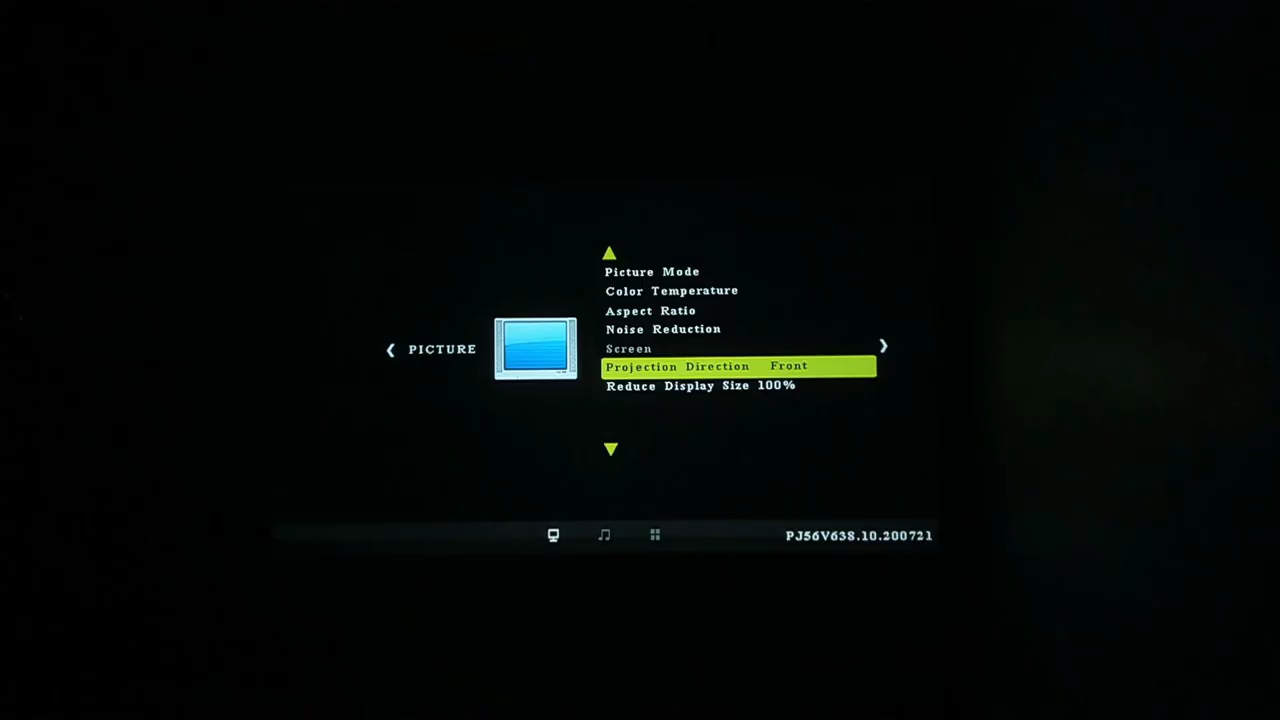 Picture Mode
Color Temperature
Aspect Ratio
Noise Reduction
PICTURE
Screen
Projection Direction Front
Reduce Display Size 100%
PJ56V638.10.200721